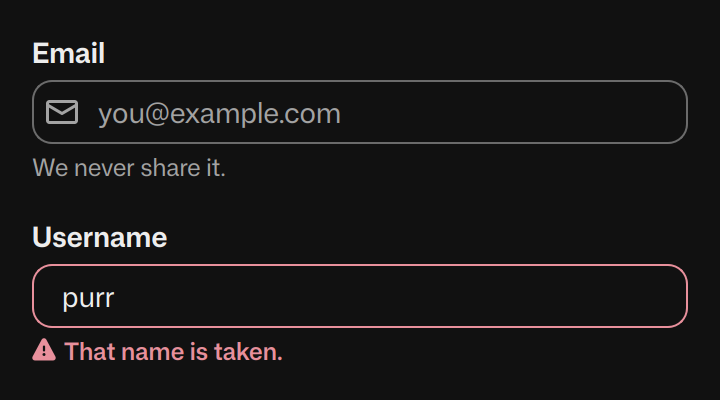 Email
you@example.com
We never share it.
Username
purr
That name is taken.